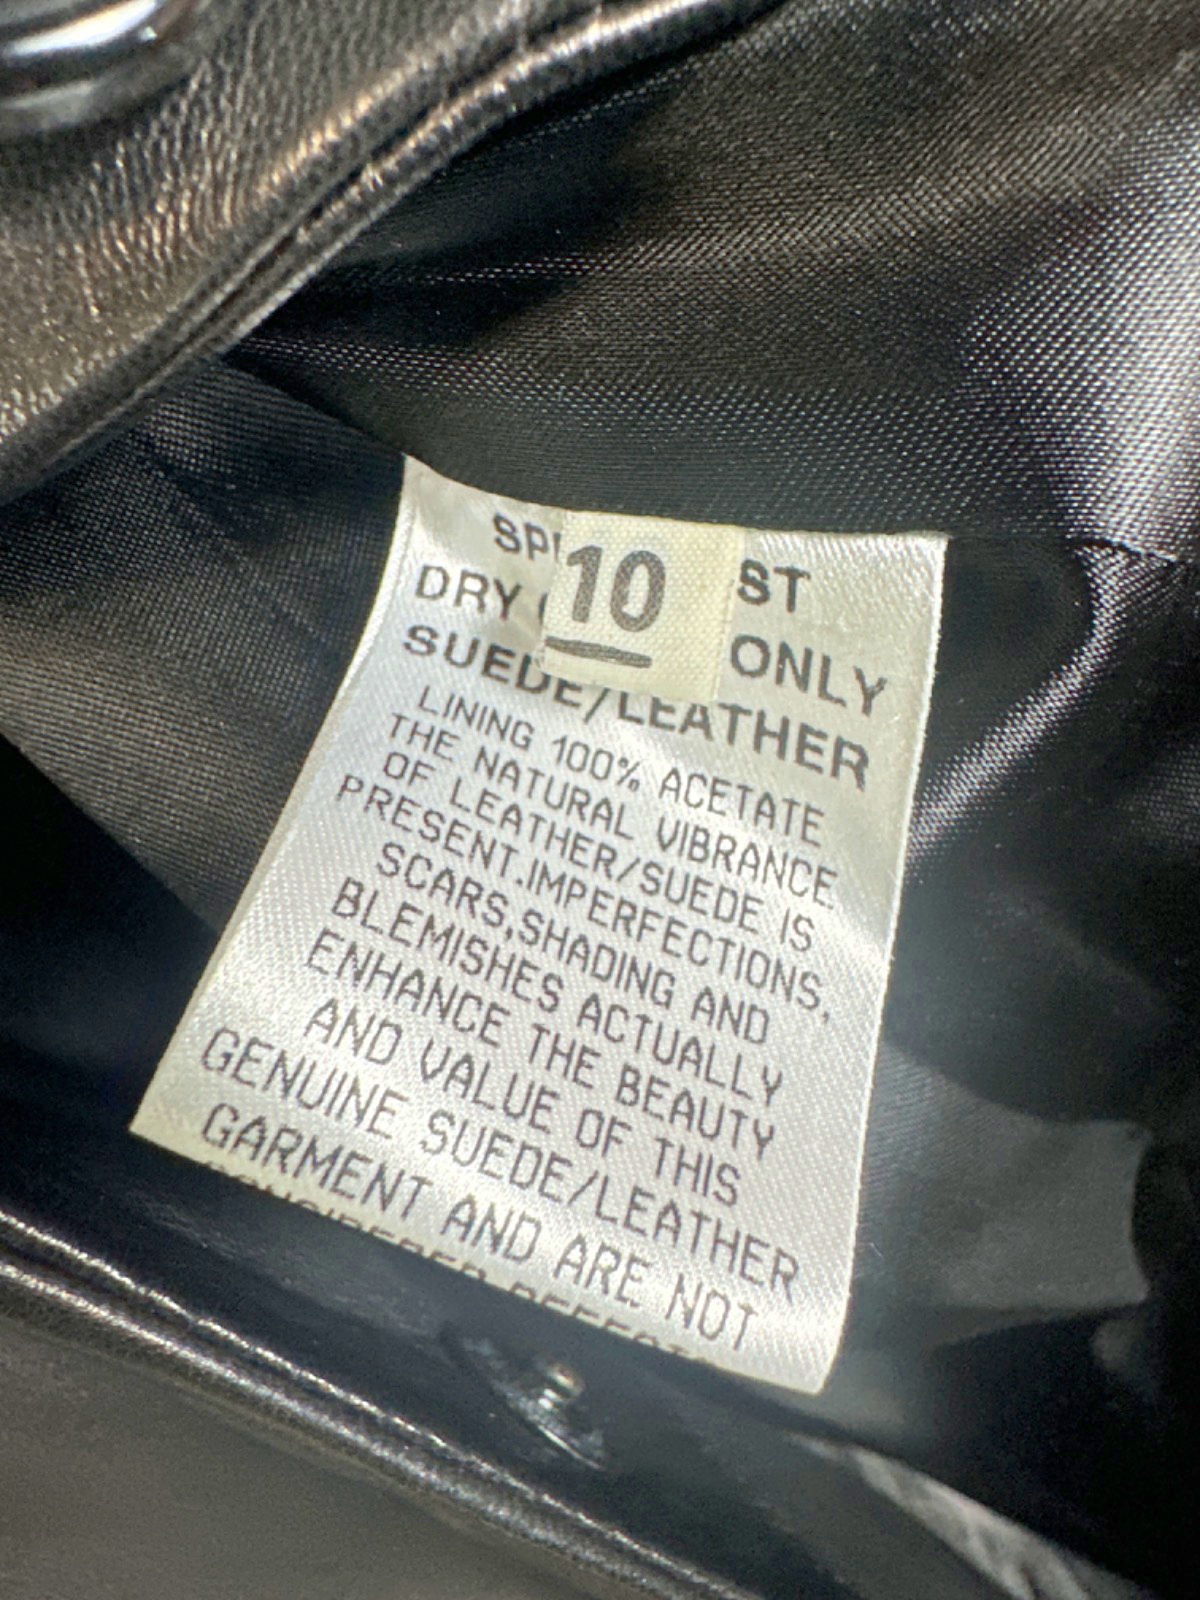 10
ST
DRY ONLY
SUEDE/LEATHER
LINING 100% ACETATE
THE NATURAL VIBRANCE
OF LEATHER/SUEDE IS
PRESENT.IMPERFECTIONS,
SCARS,SHADING AND
BLEMISHES ACTUALLY
ENHANCE THE BEAUTY
AND VALUE OF THIS
GENUINE SUEDE/LEATHER
GARMENT AND ARE NOT